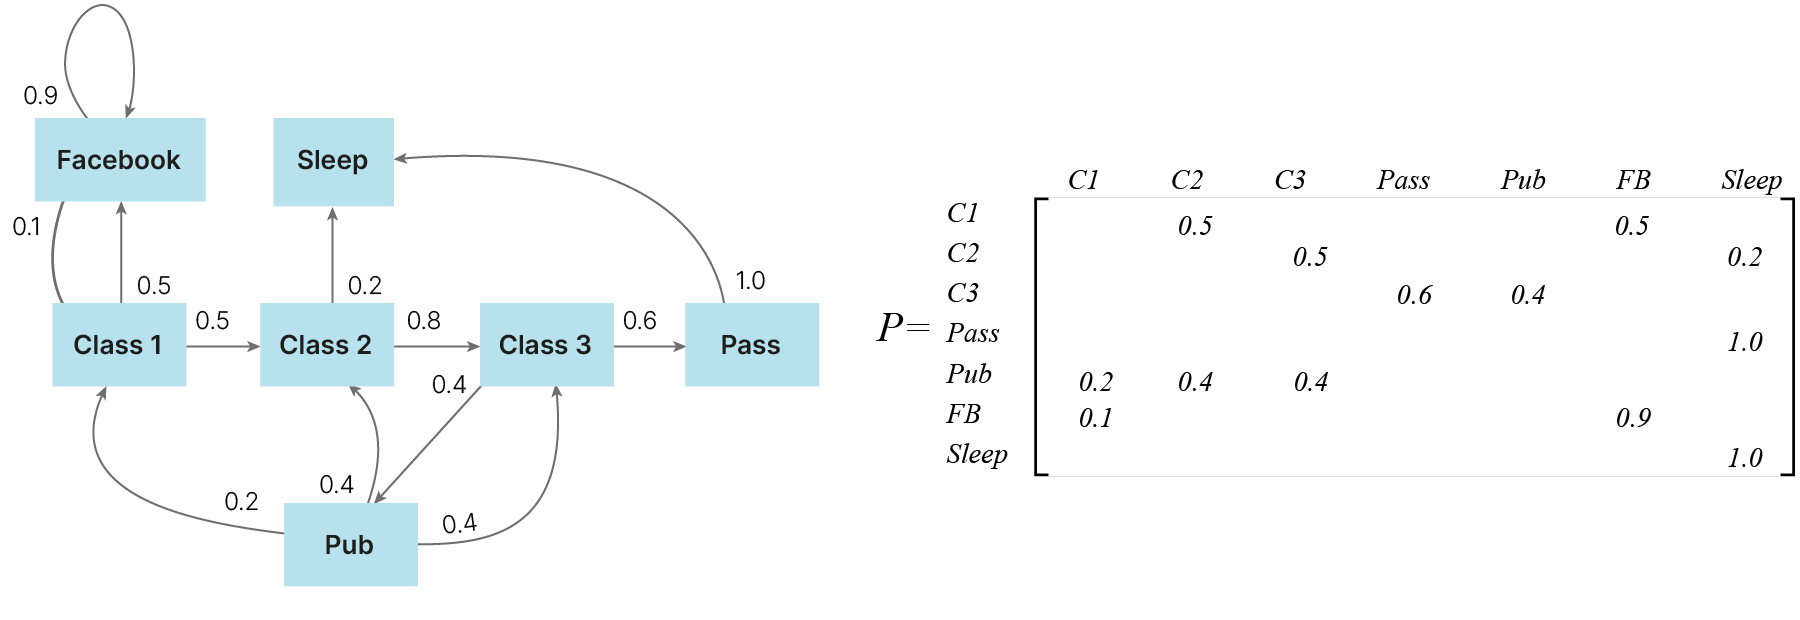 0.9
Facebook
Sleep
0.1
0.5
0.2
1.0
0.5
0.8
0.6
Class 1
Class 2
Class 3
Pass
0.4
0.4
0.2
0.4
Pub
C1 C2 C3 Pass Pub FB Sleep
C1 0.5 0.5
C2 0.5 0.2
C3 0.6 0.4
P=
Pass 1.0
Pub 0.2 0.4 0.4
FB 0.1 0.9
Sleep 1.0